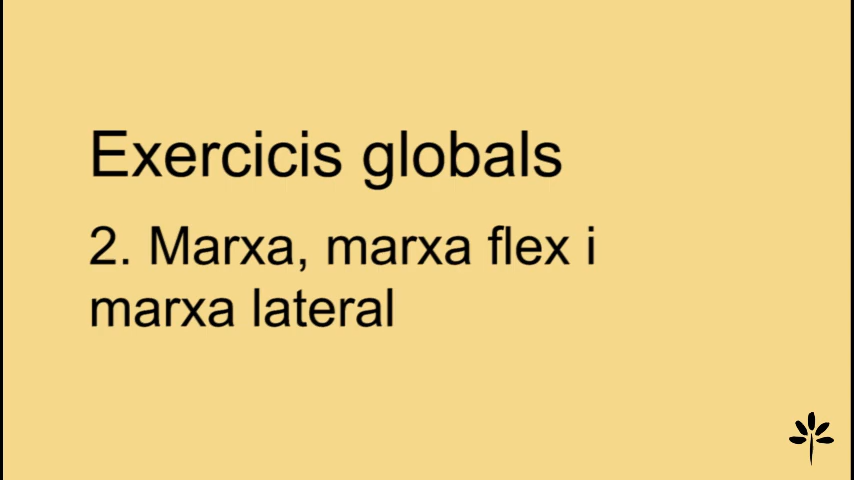 Exercicis globals
2. Marxa, marxa flex i
marxa lateral